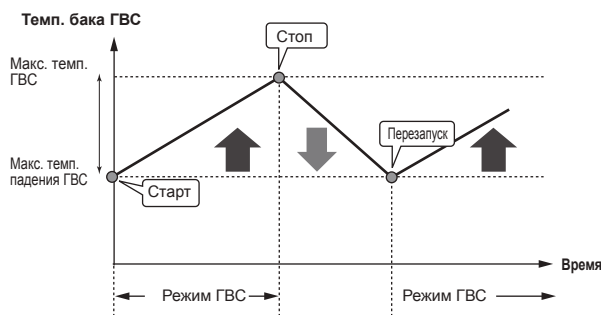 Темп. бака ГВС
Стоп
Макс. темп.
ГВС
Перезапуск
Макс. темп.
падения ГВС
Старт
Время
Режим ГВС
Режим ГВС